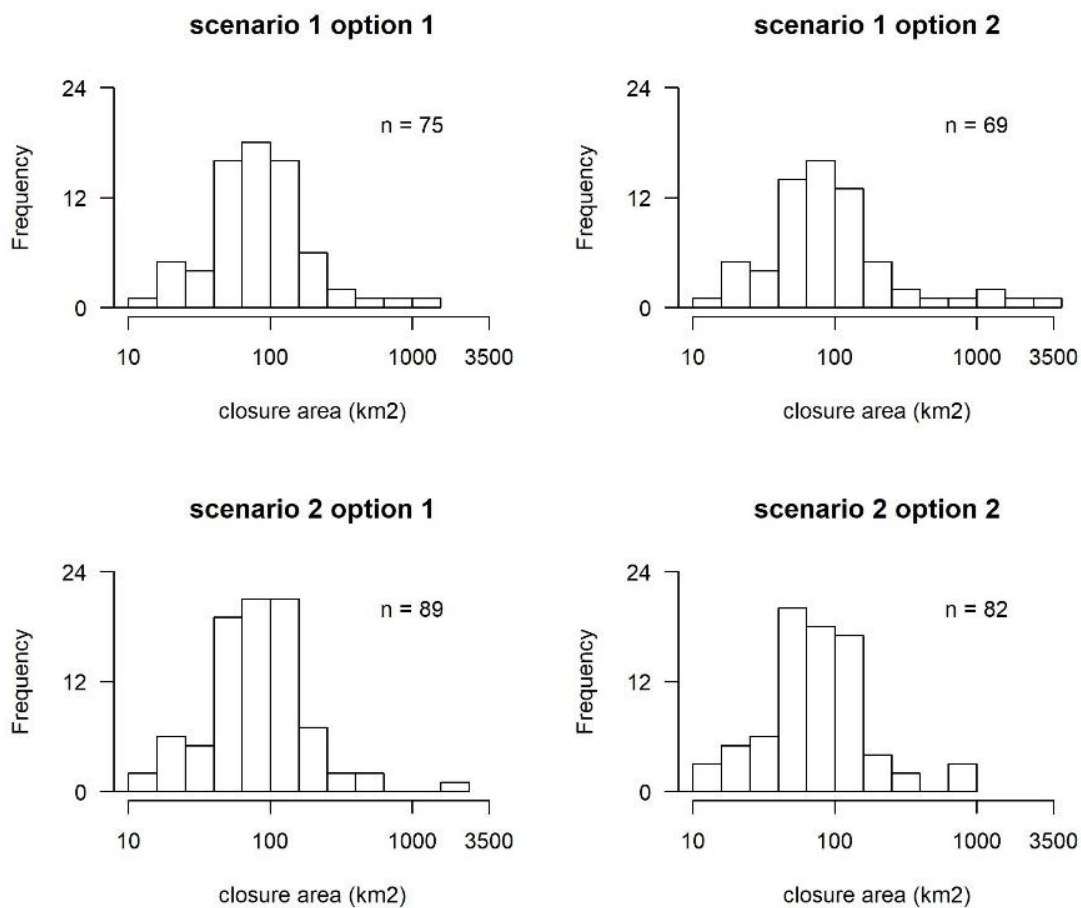 scenario 1 option 1
24
12
0
Frequency
n = 75
10 100 1000 3500
closure area (km2)
scenario 1 option 2
24
12
0
Frequency
n = 69
10 100 1000 3500
closure area (km2)
scenario 2 option 1
24
12
0
Frequency
n = 89
10 100 1000 3500
closure area (km2)
scenario 2 option 2
24
12
0
Frequency
n = 82
10 100 1000 3500
closure area (km2)